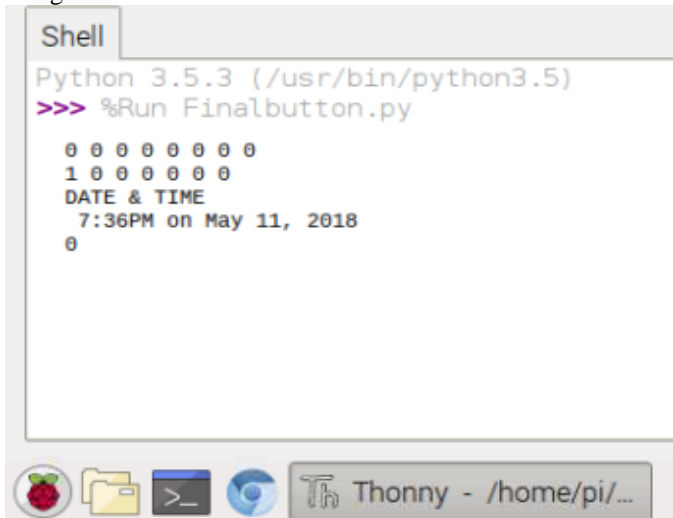 Shell
Python 3.5.3 (/usr/bin/python3.5)
>>> %Run Finalbutton.py
0 0 0 0 0 0 0 0
1 0 0 0 0 0 0
DATE & TIME
7:36PM on May 11, 2018
0
>_
Th Thonny - /home/pi/...